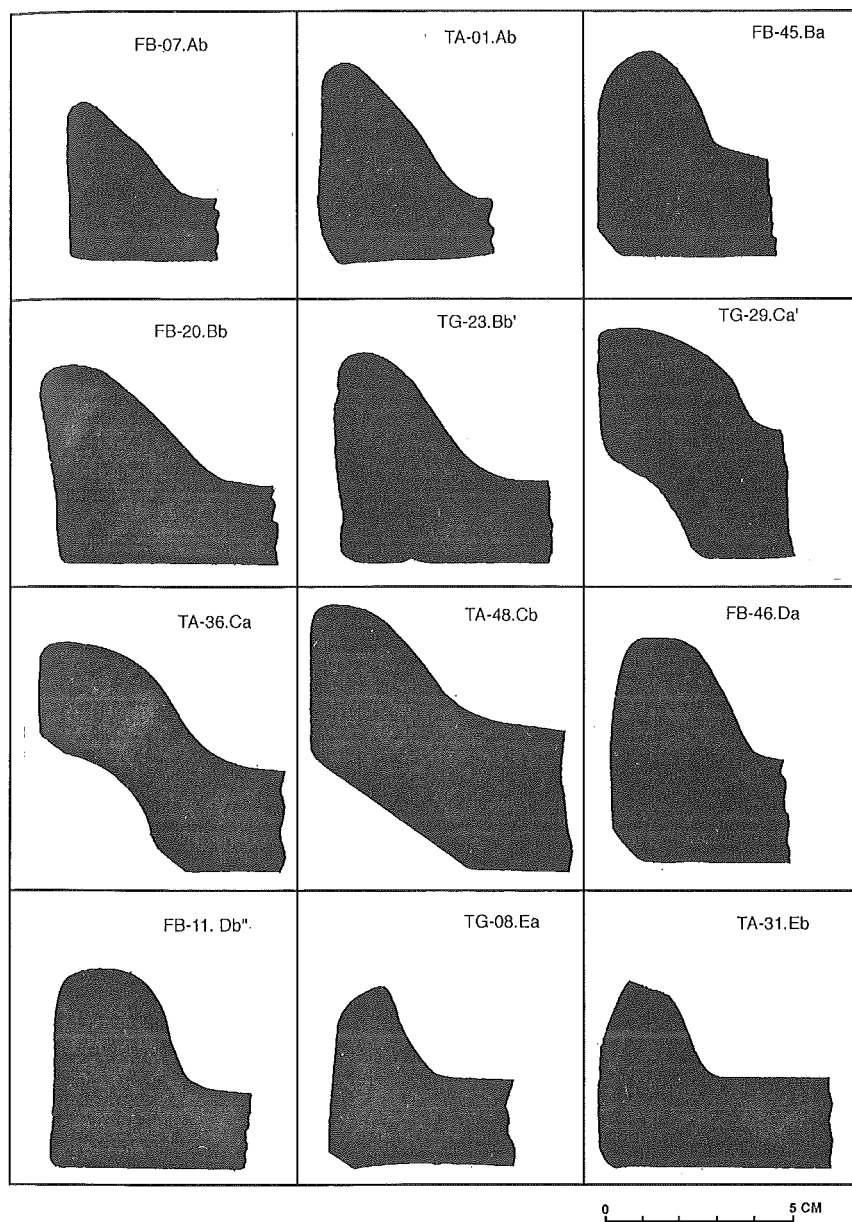 FB-07.Ab
TA-01.Ab
FB-45.Ba
FB-20.Bb
TG-23.Bb'
TG-29.Ca'
TA-36.Ca
TA-48.Cb
FB-46.Da
FB-11. Db"
TG-08.Ea
TA-31.Eb
0 5 CM